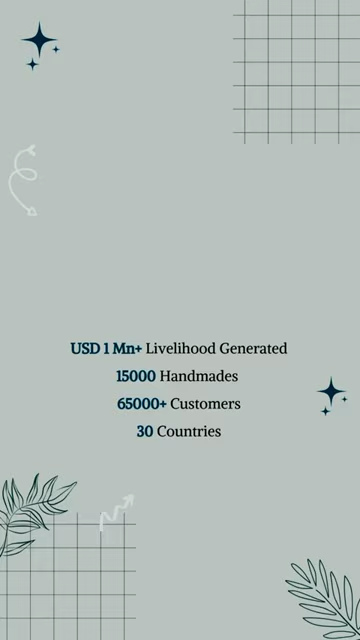 USD 1 Mn+ Livelihood Generated
15000 Handmades
65000+ Customers
30 Countries